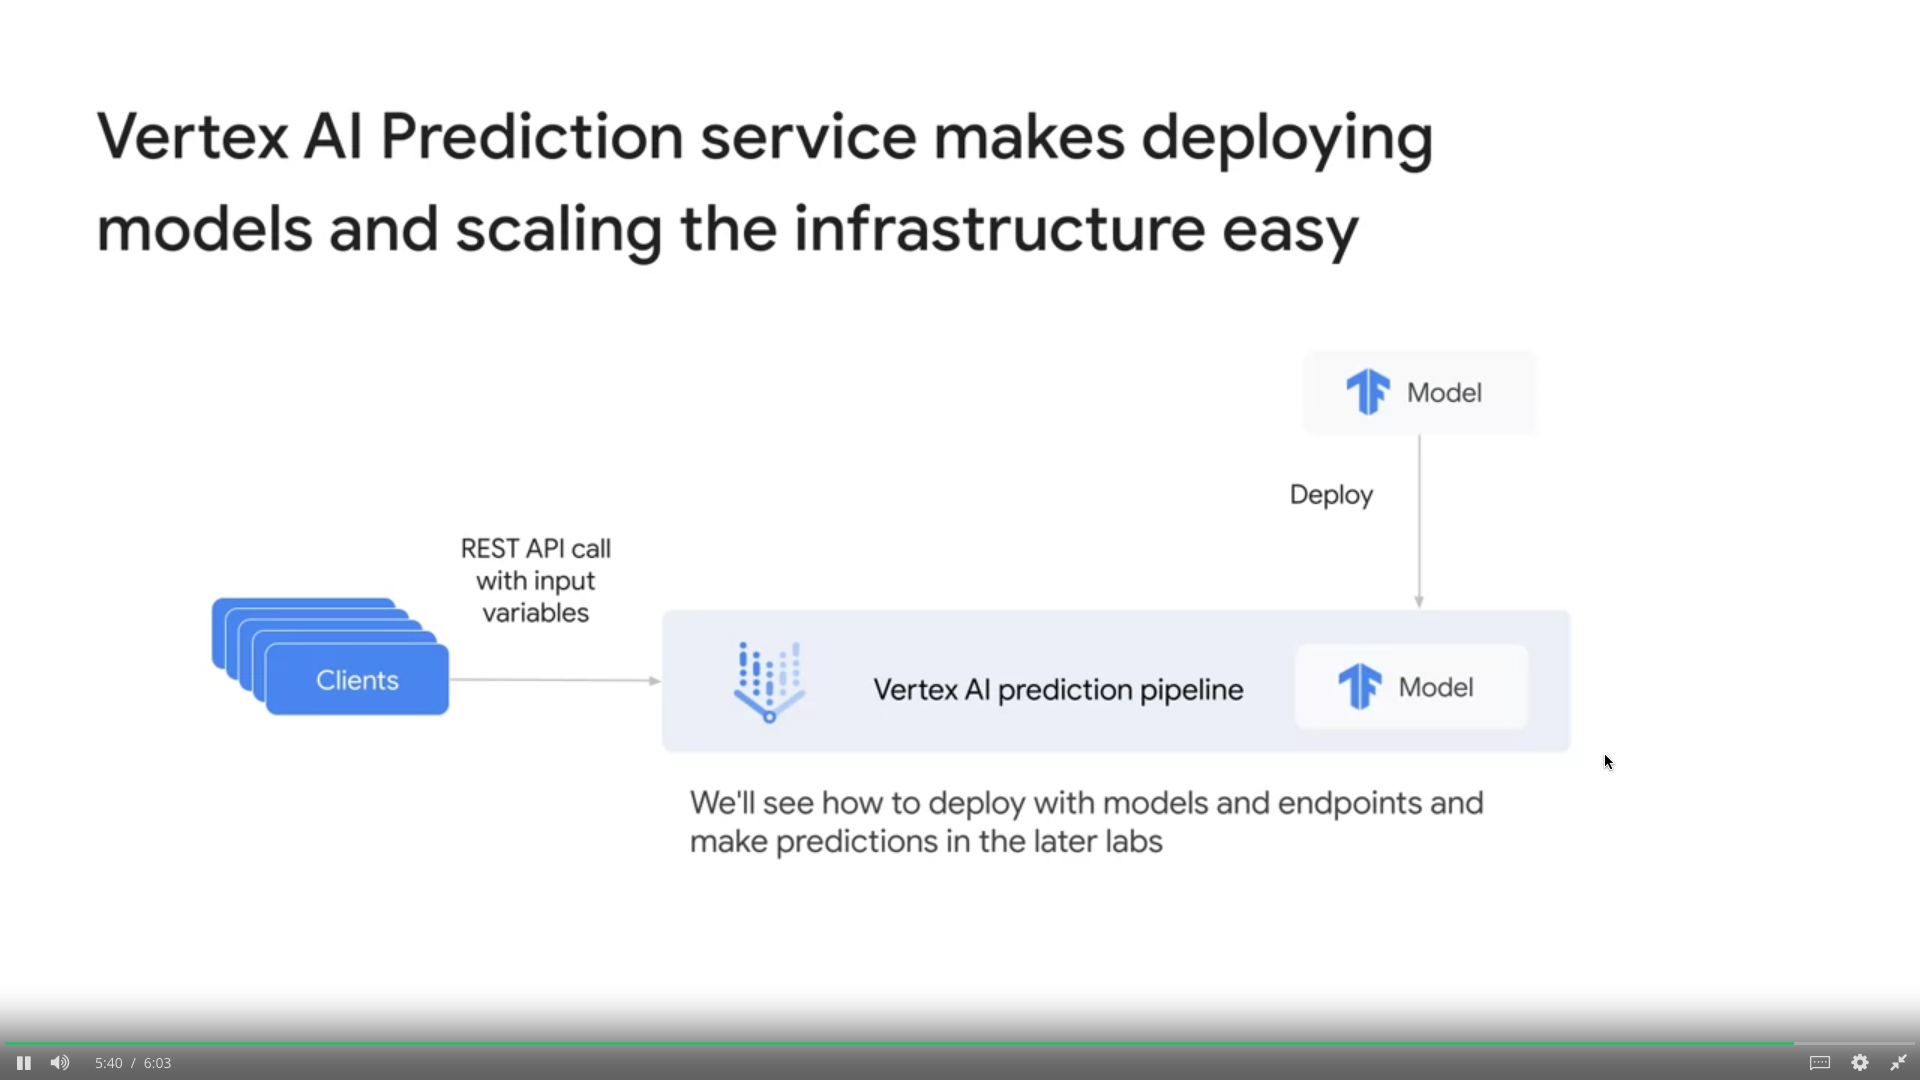 Vertex AI Prediction service makes deploying
models and scaling the infrastructure easy
Model
Deploy
REST API call
with input
variables
Clients
Vertex AI prediction pipeline
Model
We'll see how to deploy with models and endpoints and
make predictions in the later labs
5:40 / 6:03